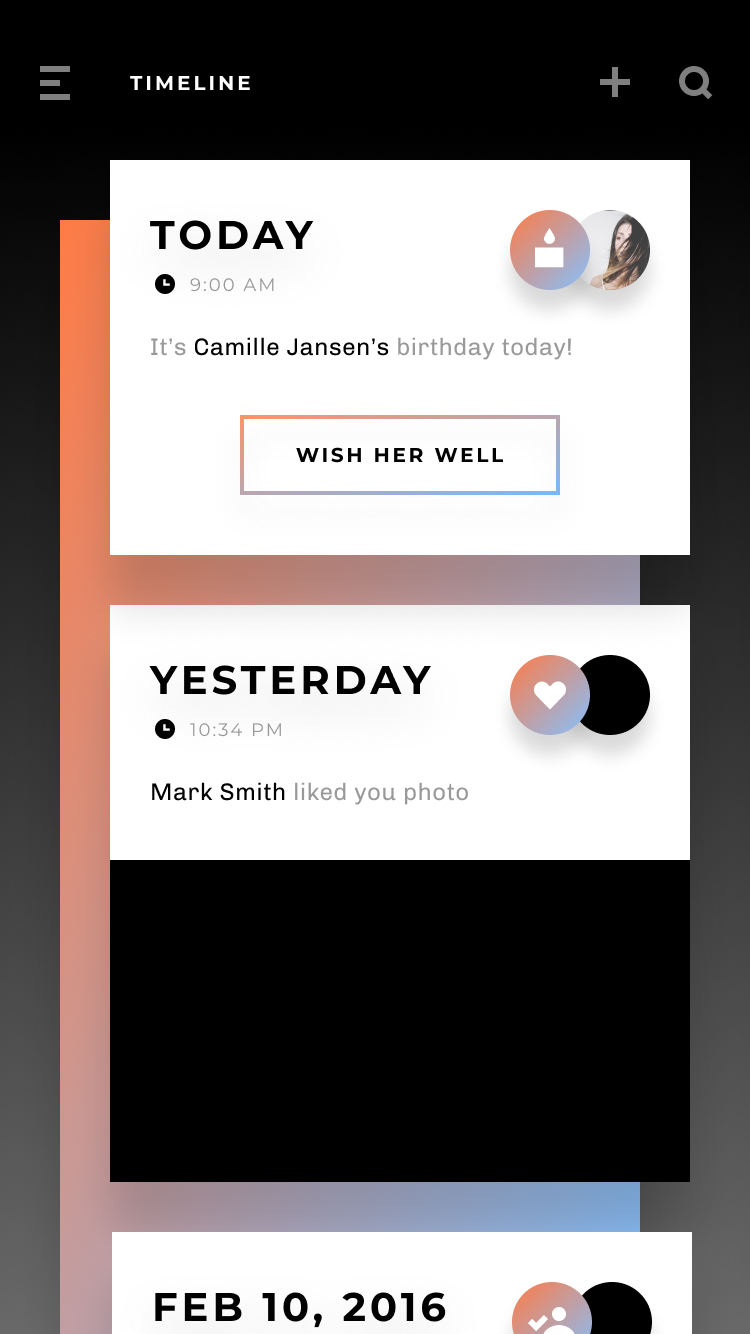 TIMELINE
TODAY
9:00 AM
It's Camille Jansen’s birthday today!
WISH HER WELL
YESTERDAY
10:34 PM
Mark Smith liked you photo
FEB 10, 2016